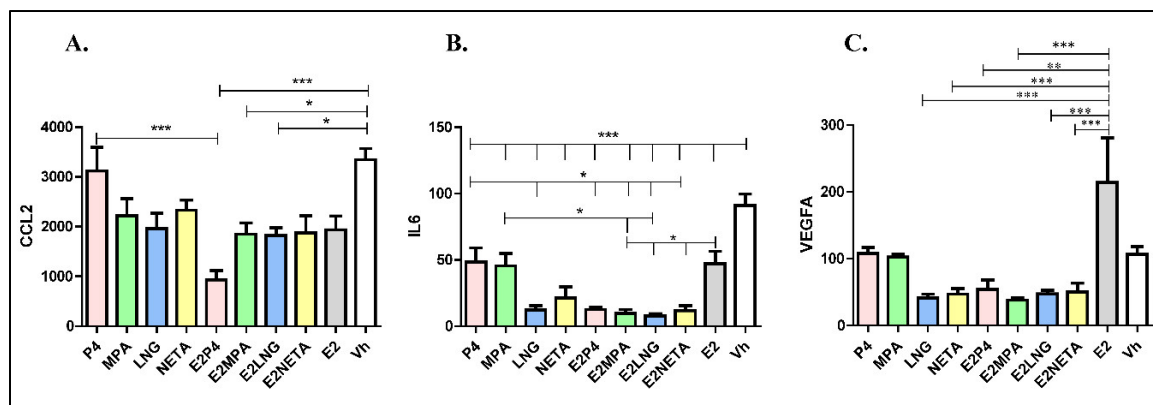 A.
***
*
*
***
CCL2
4000
3000
2000
1000
0
P4
MPA
LNG
NETA
E2P4
E2MPA
E2LNG
E2NETA
E2
Vh
B.
***
*
*
*
IL6
150
100
50
0
P4
MPA
LNG
NETA
E2P4
E2MPA
E2LNG
E2NETA
E2
Vh
C.
***
**
***
***
***
***
VEGFA
300
200
100
0
P4
MPA
LNG
NETA
E2P4
E2MPA
E2LNG
E2NETA
E2
Vh